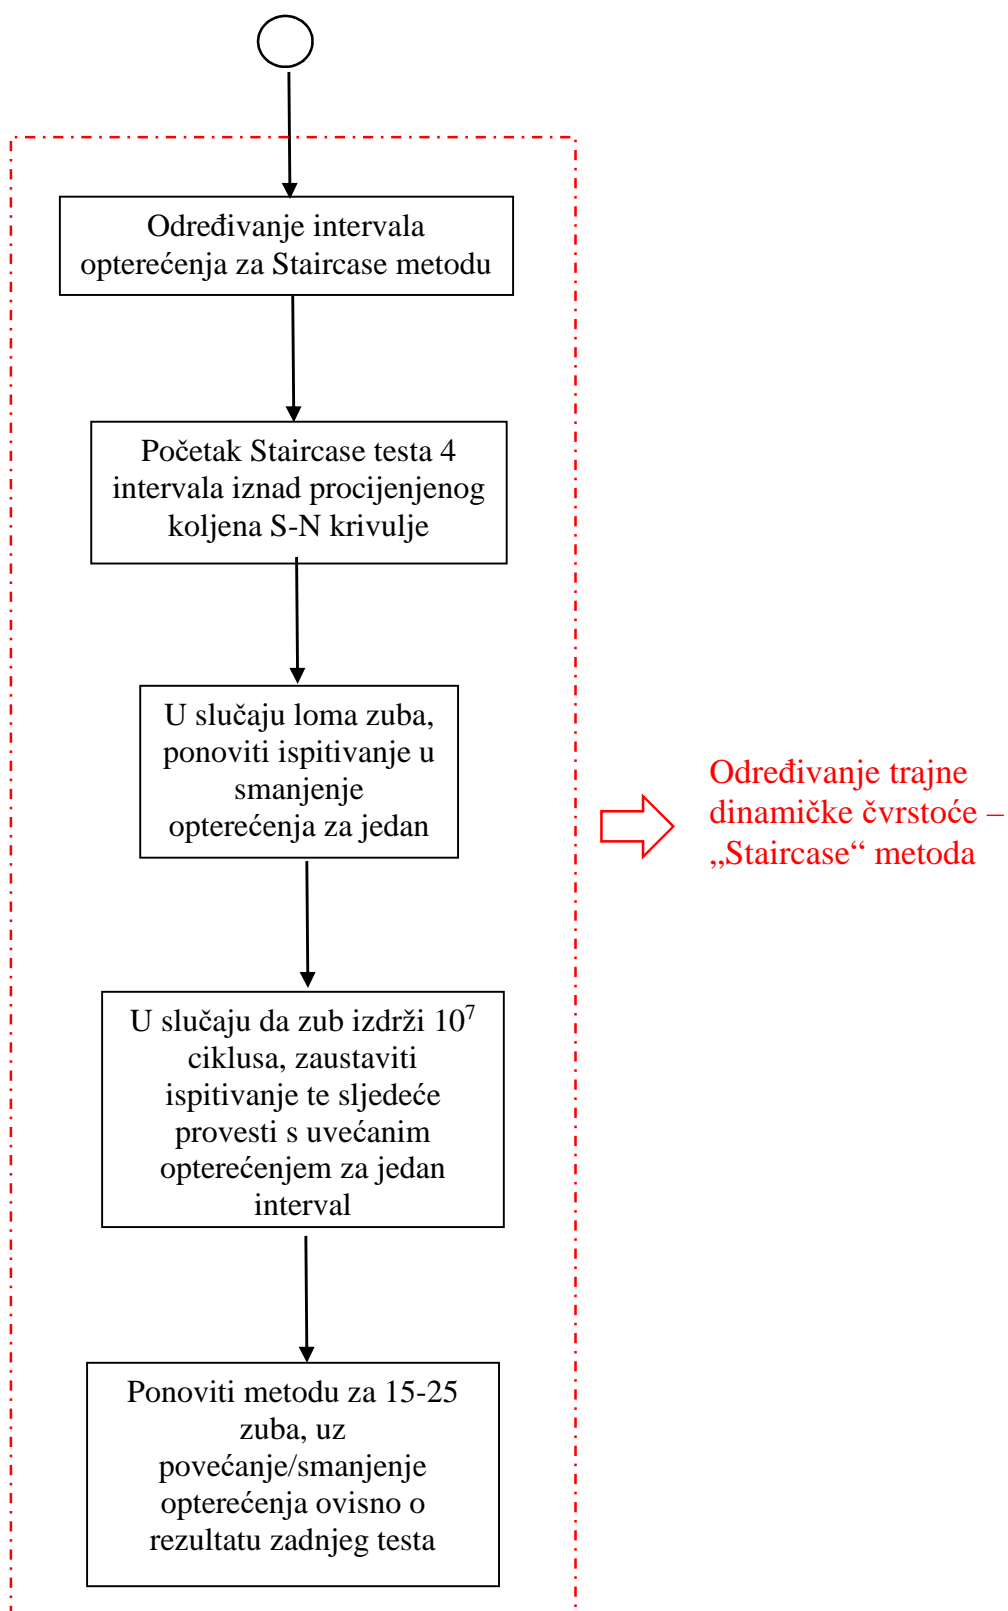 Određivanje intervala
opterećenja za Staircase metodu
Početak Staircase testa 4
intervala iznad procijenjenog
koljena S-N krivulje
U slučaju loma zuba,
ponoviti ispitivanje u
smanjenje
opterećenja za jedan
U slučaju da zub izdrži 10⁷
ciklusa, zaustaviti
ispitivanje te sljedeće
provesti s uvećanim
opterećenjem za jedan
interval
Ponoviti metodu za 15-25
zuba, uz
povećanje/smanjenje
opterećenja ovisno o
rezultatu zadnjeg testa
Određivanje trajne
dinamičke čvrstoće –
„Staircase“ metoda